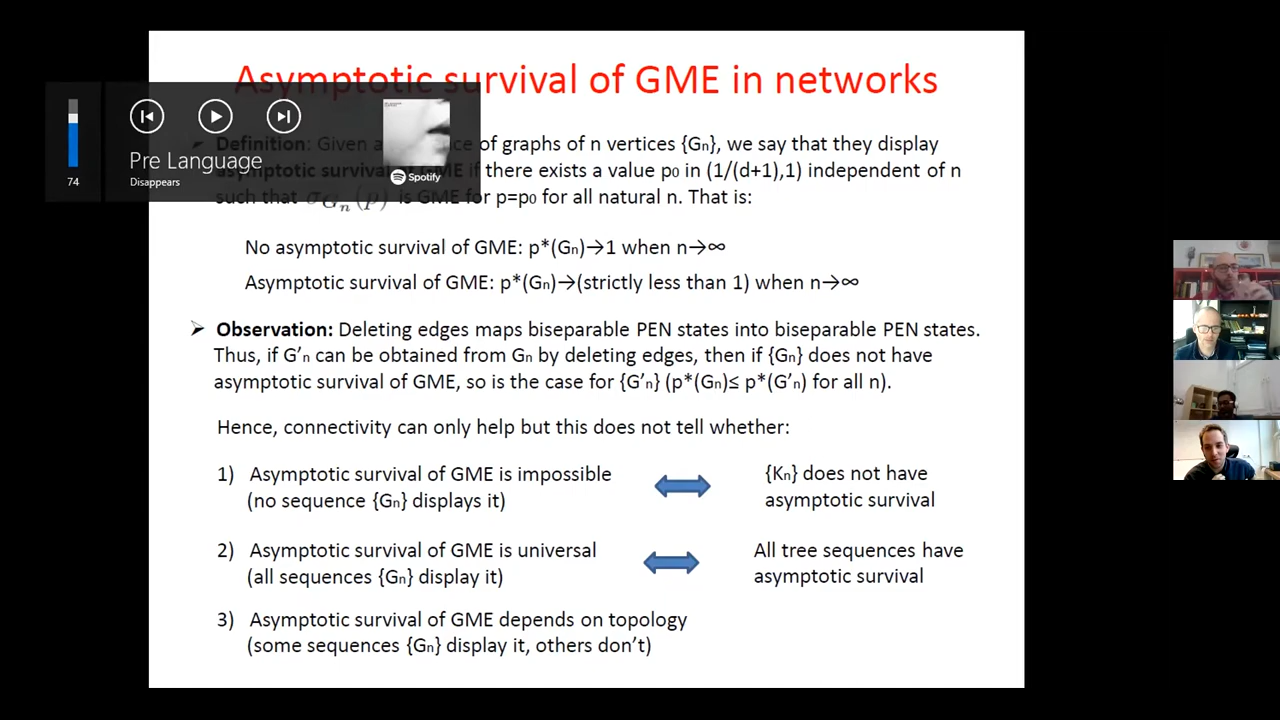 Asymptotic survival of GME in networks
74
Pre Language
Disappears
Spotify
Definition: Given a ce of graphs of n vertices {Gn}, we say that they display
asymptotic survival of GME if there exists a value p0 in (1/(d+1),1) independent of n
such that σGn(p) is GME for p=p0 for all natural n. That is:
No asymptotic survival of GME: p*(Gn)→1 when n→∞
Asymptotic survival of GME: p*(Gn)→(strictly less than 1) when n→∞
➢ Observation: Deleting edges maps biseparable PEN states into biseparable PEN states.
Thus, if G’n can be obtained from Gn by deleting edges, then if {Gn} does not have
asymptotic survival of GME, so is the case for {G’n} (p*(Gn)≤ p*(G’n) for all n).
Hence, connectivity can only help but this does not tell whether:
1) Asymptotic survival of GME is impossible
(no sequence {Gn} displays it)
{Kn} does not have
asymptotic survival
2) Asymptotic survival of GME is universal
(all sequences {Gn} display it)
All tree sequences have
asymptotic survival
3) Asymptotic survival of GME depends on topology
(some sequences {Gn} display it, others don’t)